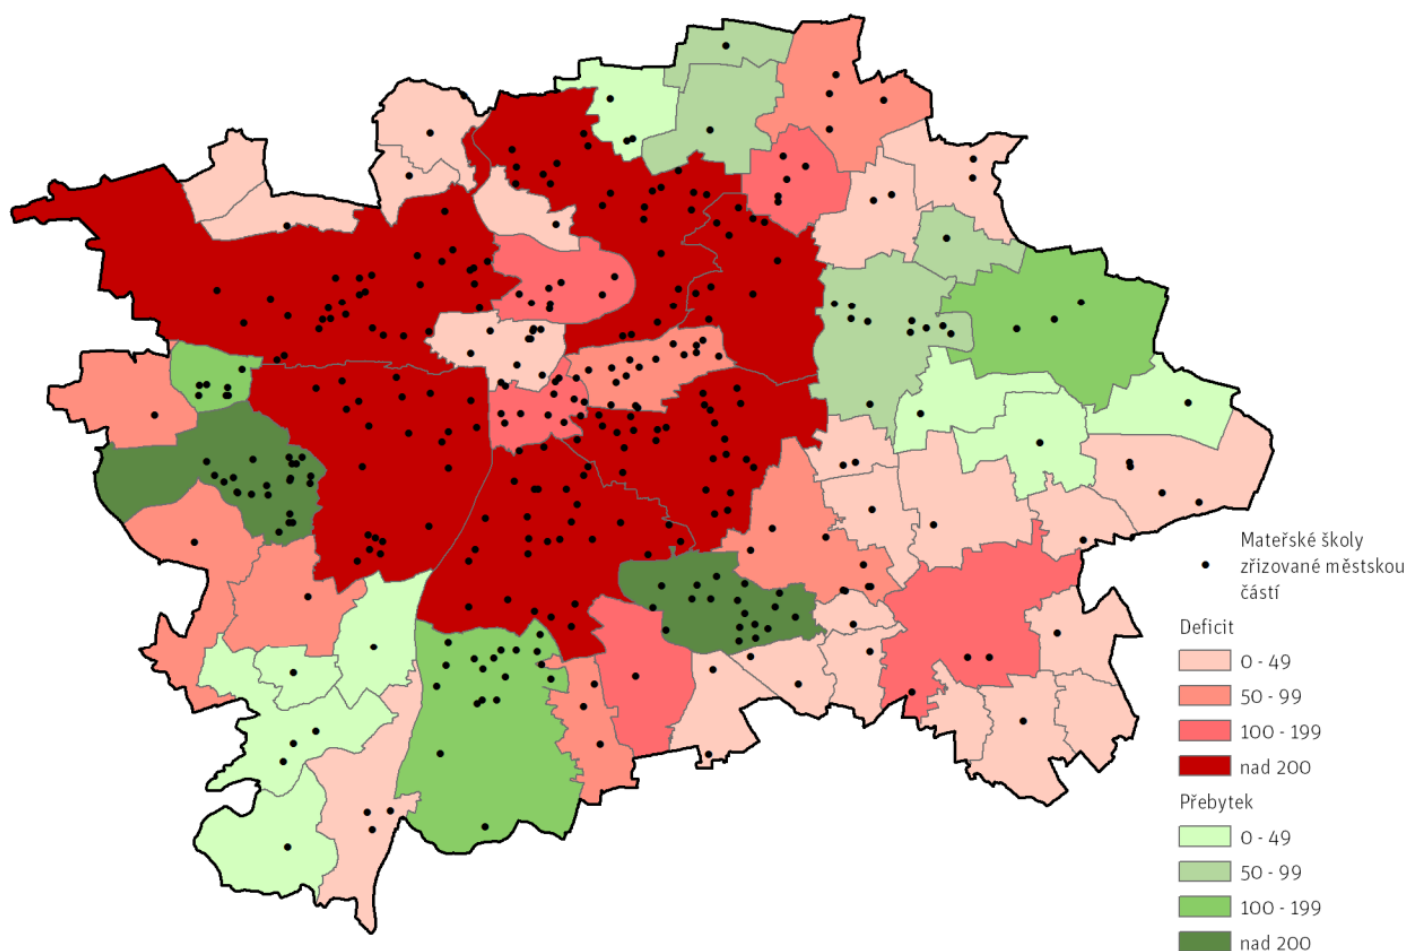 Mateřské školy
zřizované městskou
částí
Deficit
0 - 49
50 - 99
100 - 199
nad 200
Přebytek
0 - 49
50 - 99
100 - 199
nad 200